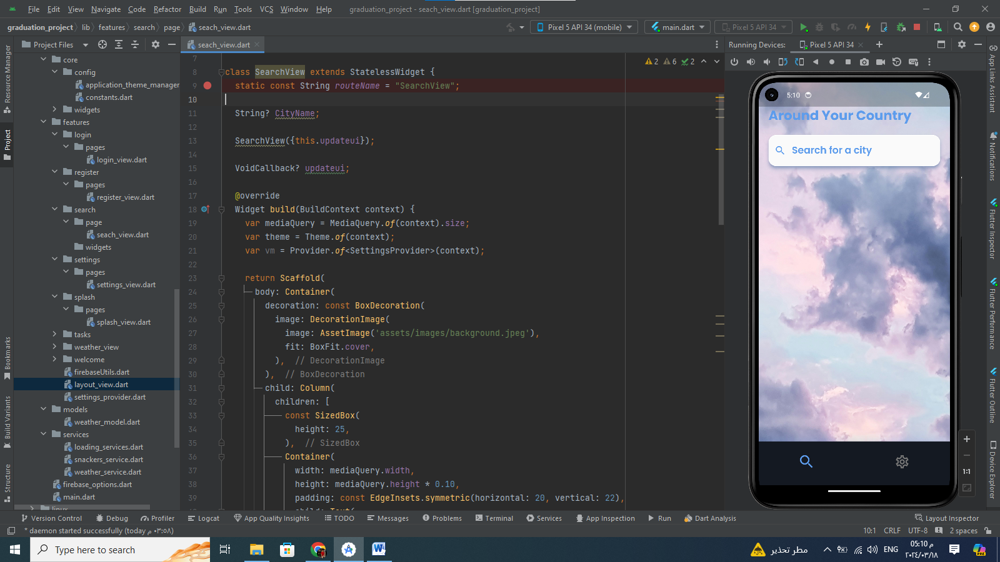 File Edit View Navigate Code Refactor Build Run Tools VCS Window Help graduation_project - seach_view.dart [graduation_project]
graduation_project lib features search page seach_view.dart
Pixel 5 API 34 (mobile) main.dart Pixel 5 API 34
Project Files
seach_view.dart
Running Devices: Pixel 5 API 34
Resource Manager
Project
Bookmarks
Build Variants
Structure
core
config
application_theme_manager
constants.dart
widgets
features
login
pages
login_view.dart
register
pages
register_view.dart
search
page
seach_view.dart
widgets
settings
pages
settings_view.dart
splash
pages
splash_view.dart
tasks
weather_view
welcome
firebaseUtils.dart
layout_view.dart
settings_provider.dart
models
weather_model.dart
services
loading_services.dart
snackers_service.dart
weather_service.dart
firebase_options.dart
main.dart
linux
2 6 2
7
8 class SearchView extends StatelessWidget {
9 static const String routeName = "SearchView";
10
11 String? CityName;
12
13 SearchView({this.updateui});
14
15 VoidCallback? updateui;
16
17 @override
18 Widget build(BuildContext context) {
19 var mediaQuery = MediaQuery.of(context).size;
20 var theme = Theme.of(context);
21 var vm = Provider.of<SettingsProvider>(context);
22
23 return Scaffold(
24 body: Container(
25 decoration: const BoxDecoration(
26 image: DecorationImage(
27 image: AssetImage('assets/images/background.jpeg'),
28 fit: BoxFit.cover,
29 ), // DecorationImage
30 ), // BoxDecoration
31 child: Column(
32 children: [
33 const SizedBox(
34 height: 25,
35 ), // SizedBox
36 Container(
37 width: mediaQuery.width,
38 height: mediaQuery.height * 0.10,
39 padding: const EdgeInsets.symmetric(horizontal: 20, vertical: 22),
child: Text(
5:10
Around Your Country
Search for a city
1:1
App Links Assistant
Notifications
Flutter Inspector
Flutter Performance
Flutter Outline
Device Explorer
Version Control Debug Profiler Logcat App Quality Insights TODO Messages Problems Terminal Services App Inspection Run Dart Analysis Layout Inspector
* daemon started successfully (today ٠٣:٥٨ م) 10:1 CRLF UTF-8 2 spaces
Type here to search
مطر تحذير
ENG
05:10 م
٢٠٢٤/٠٣/١٨